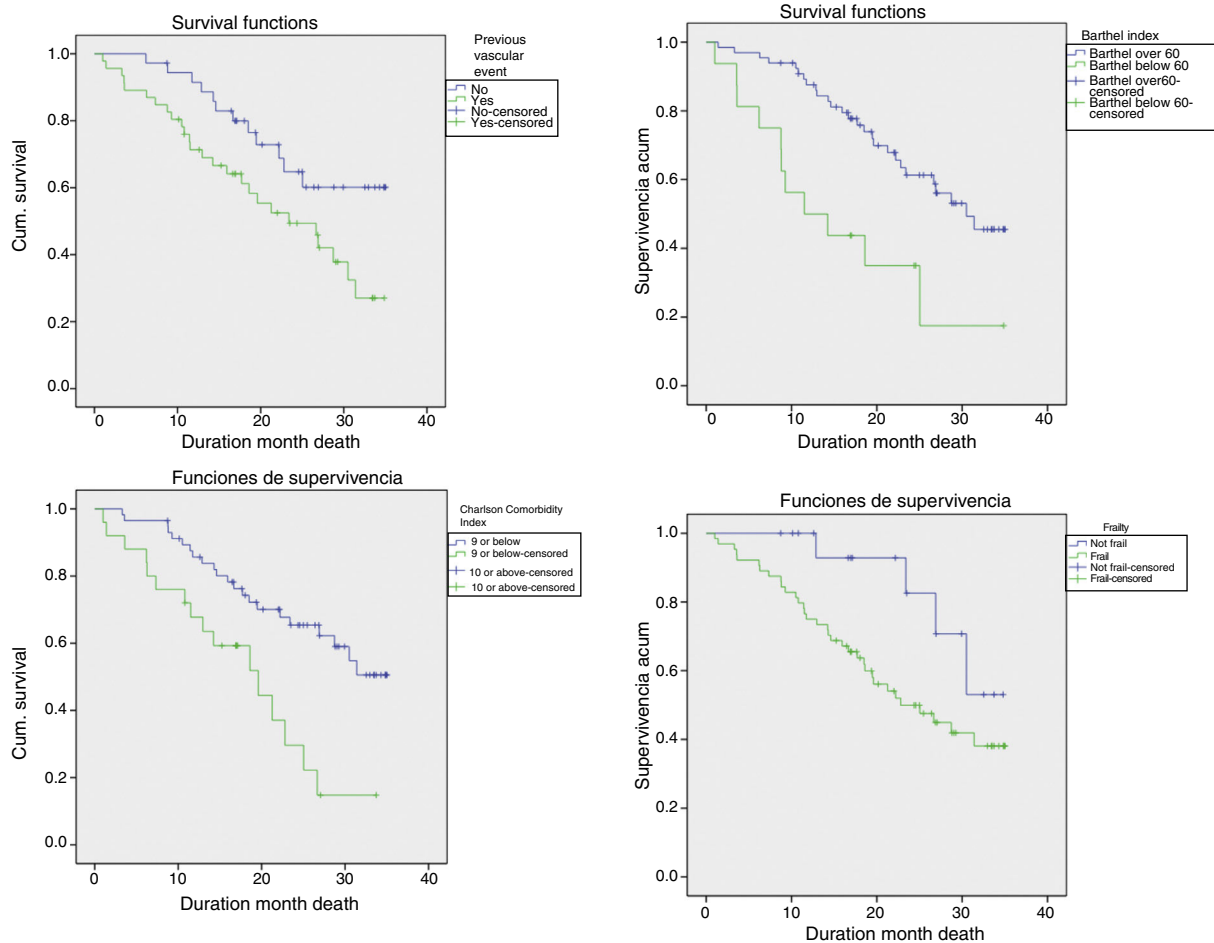 Survival functions
Previous
vascular
event
No
Yes
No-censored
Yes-censored
Cum. survival
1.0
0.8
0.6
0.4
0.2
0.0
0
10
20
30
40
Duration month death
Survival functions
Barthel index
Barthel over 60
Barthel below 60
Barthel over60-
censored
Barthel below 60-
censored
Supervivencia acum
1.0
0.8
0.6
0.4
0.2
0.0
0
10
20
30
40
Duration month death
Funciones de supervivencia
Charlson Comorbidity
Index
9 or below
9 or below-censored
10 or above-censored
10 or above-censored
Cum. survival
1.0
0.8
0.6
0.4
0.2
0.0
0
10
20
30
40
Duration month death
Funciones de supervivencia
Frailty
Not frail
Frail
Not frail-censored
Frail-censored
Supervivencia acum
1.0
0.8
0.6
0.4
0.2
0.0
0
10
20
30
40
Duration month death